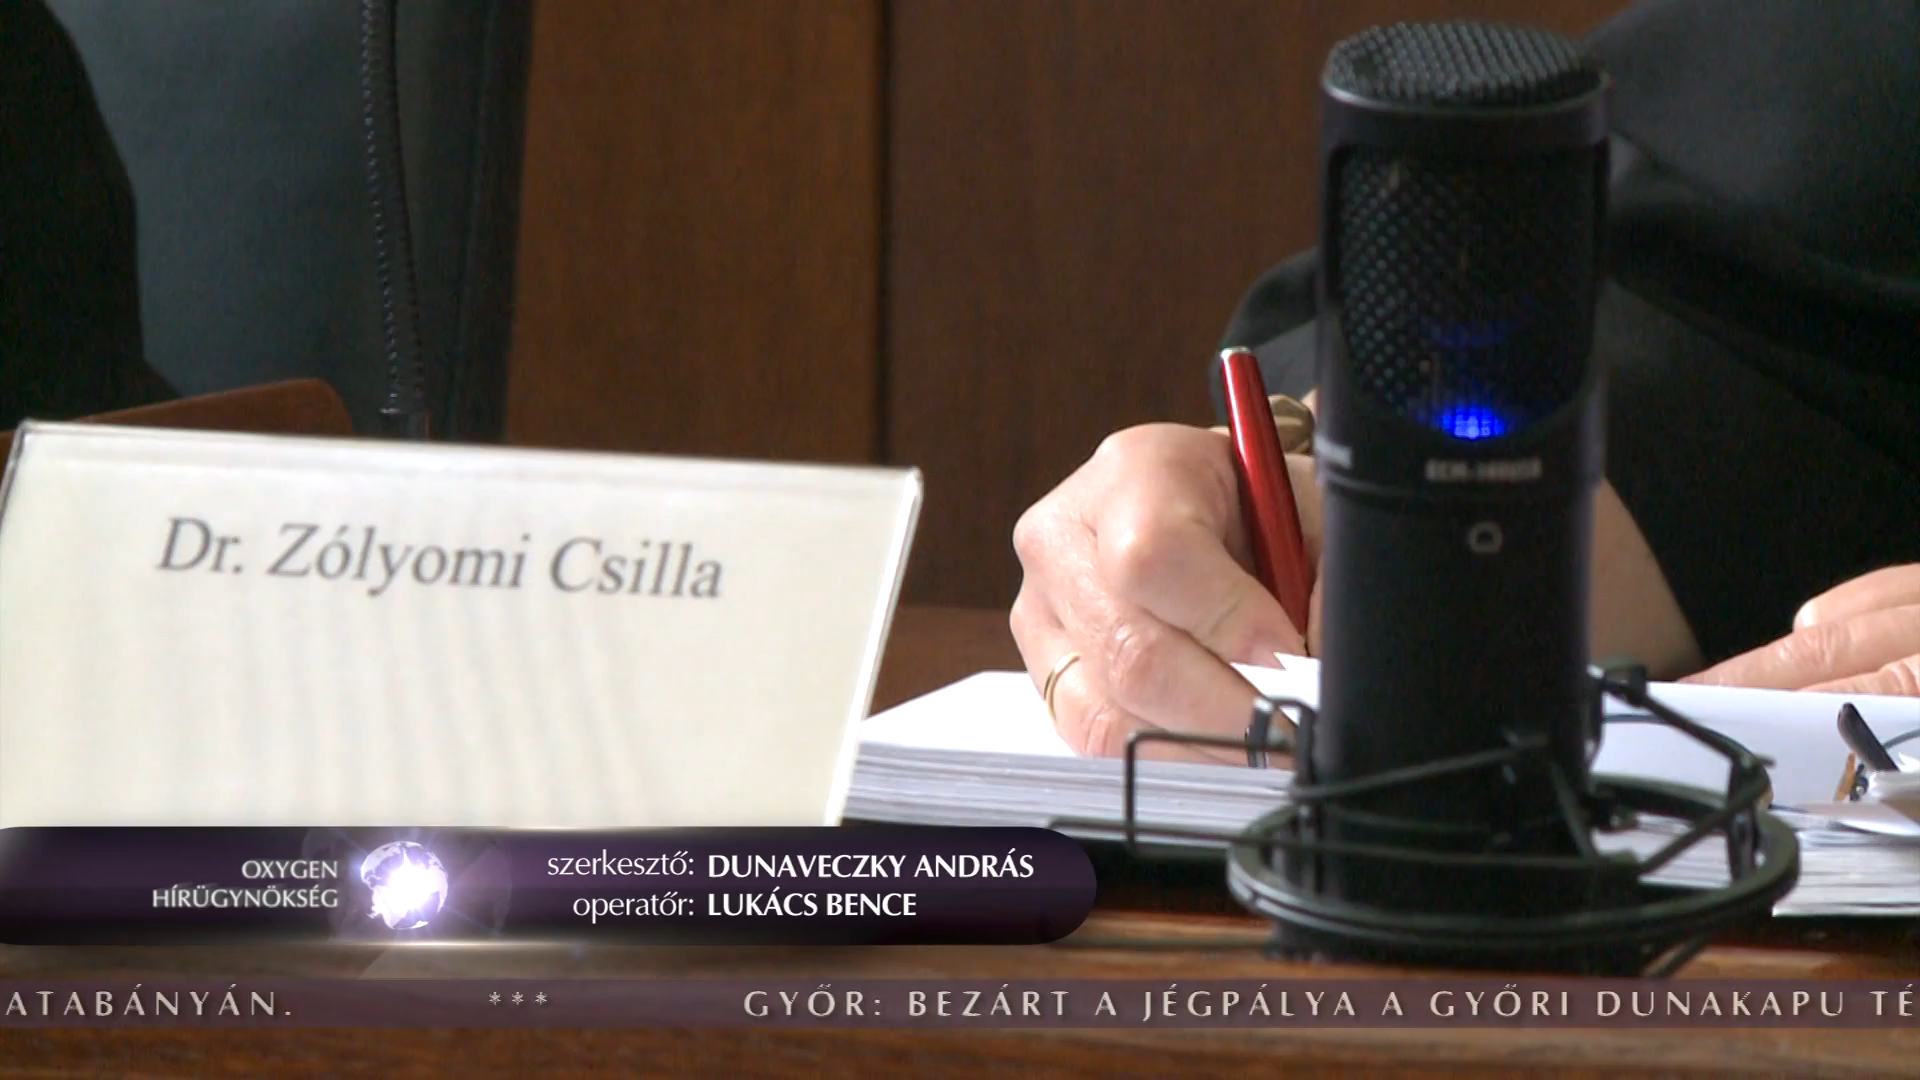 Dr. Zólyomi Csilla
OXYGEN
HÍRÜGYNÖKSÉG
szerkesztő: DUNAVECZKY ANDRÁS
operatőr: LUKÁCS BENCE
ATABÁNYÁN. *** GYŐR: BEZÁRT A JÉGPÁLYA A GYŐRI DUNAKAPU TÉ